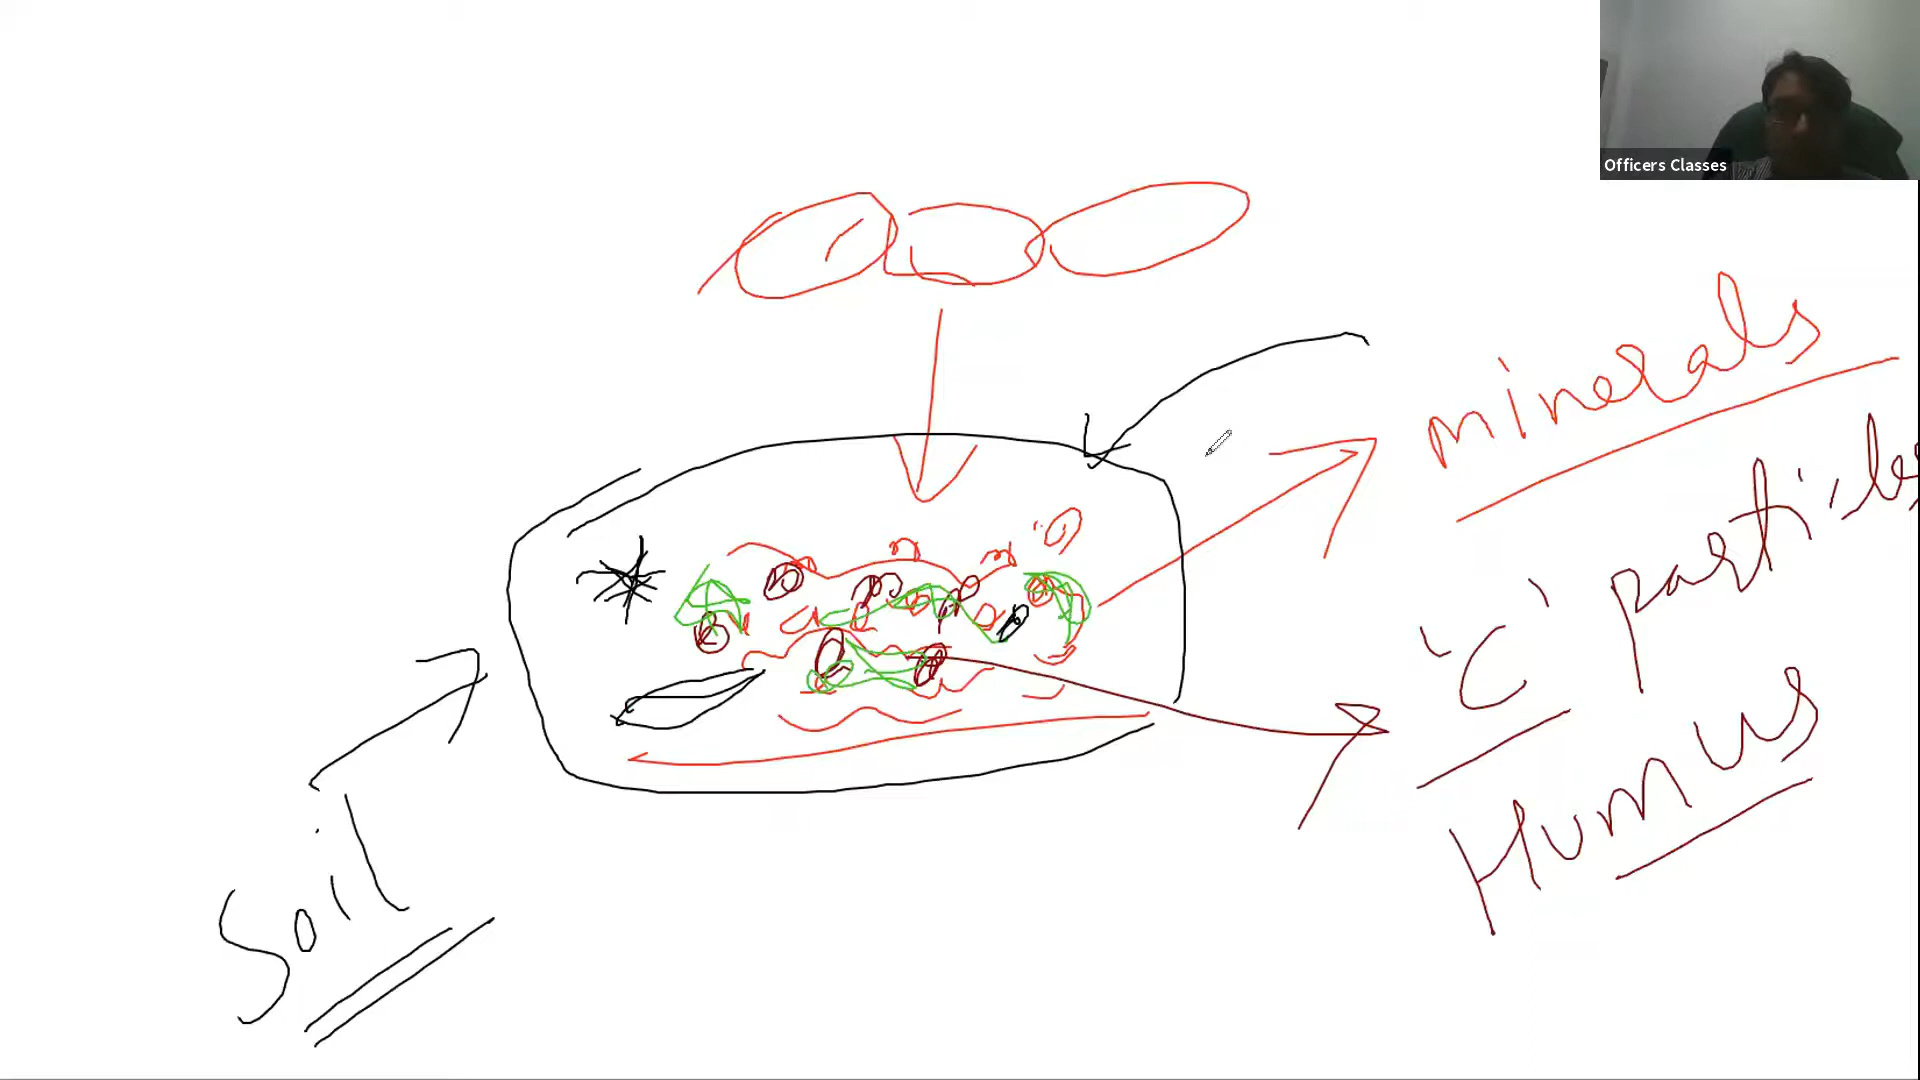 Officers Classes
minerals
'C' particles
Humus
Soil